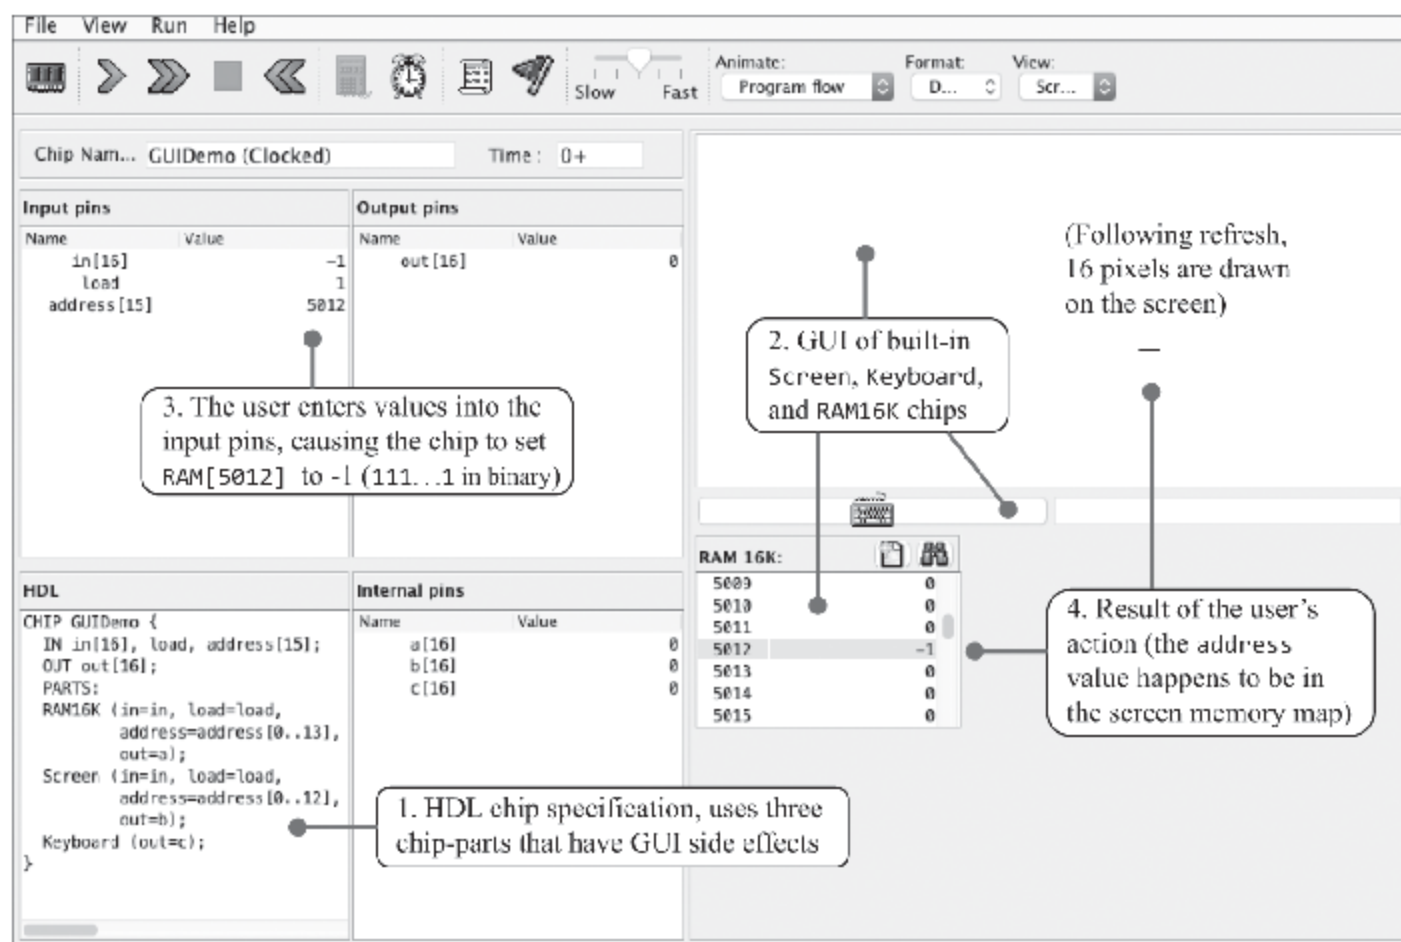 File View Run Help
Animate: Format: View:
Slow Fast Program flow D... Scr...
Chip Nam... GUIDemo (Clocked) Time : 0+
Input pins
Name Value
in[16] -1
load 1
address[15] 5012
Output pins
Name Value
out[16] 0
3. The user enters values into the
input pins, causing the chip to set
RAM[5012] to -1 (111...1 in binary)
(Following refresh,
16 pixels are drawn
on the screen)
2. GUI of built-in
Screen, Keyboard,
and RAM16K chips
HDL
CHIP GUIDemo {
IN in[16], load, address[15];
OUT out[16];
PARTS:
RAM16K (in=in, load=load,
address=address[0..13],
out=a);
Screen (in=in, load=load,
address=address[0..12],
out=b);
Keyboard (out=c);
}
Internal pins
Name Value
a[16] 0
b[16] 0
c[16] 0
1. HDL chip specification, uses three
chip-parts that have GUI side effects
RAM 16K:
5009 0
5010 0
5011 0
5012 -1
5013 0
5014 0
5015 0
4. Result of the user's
action (the address
value happens to be in
the screen memory map)